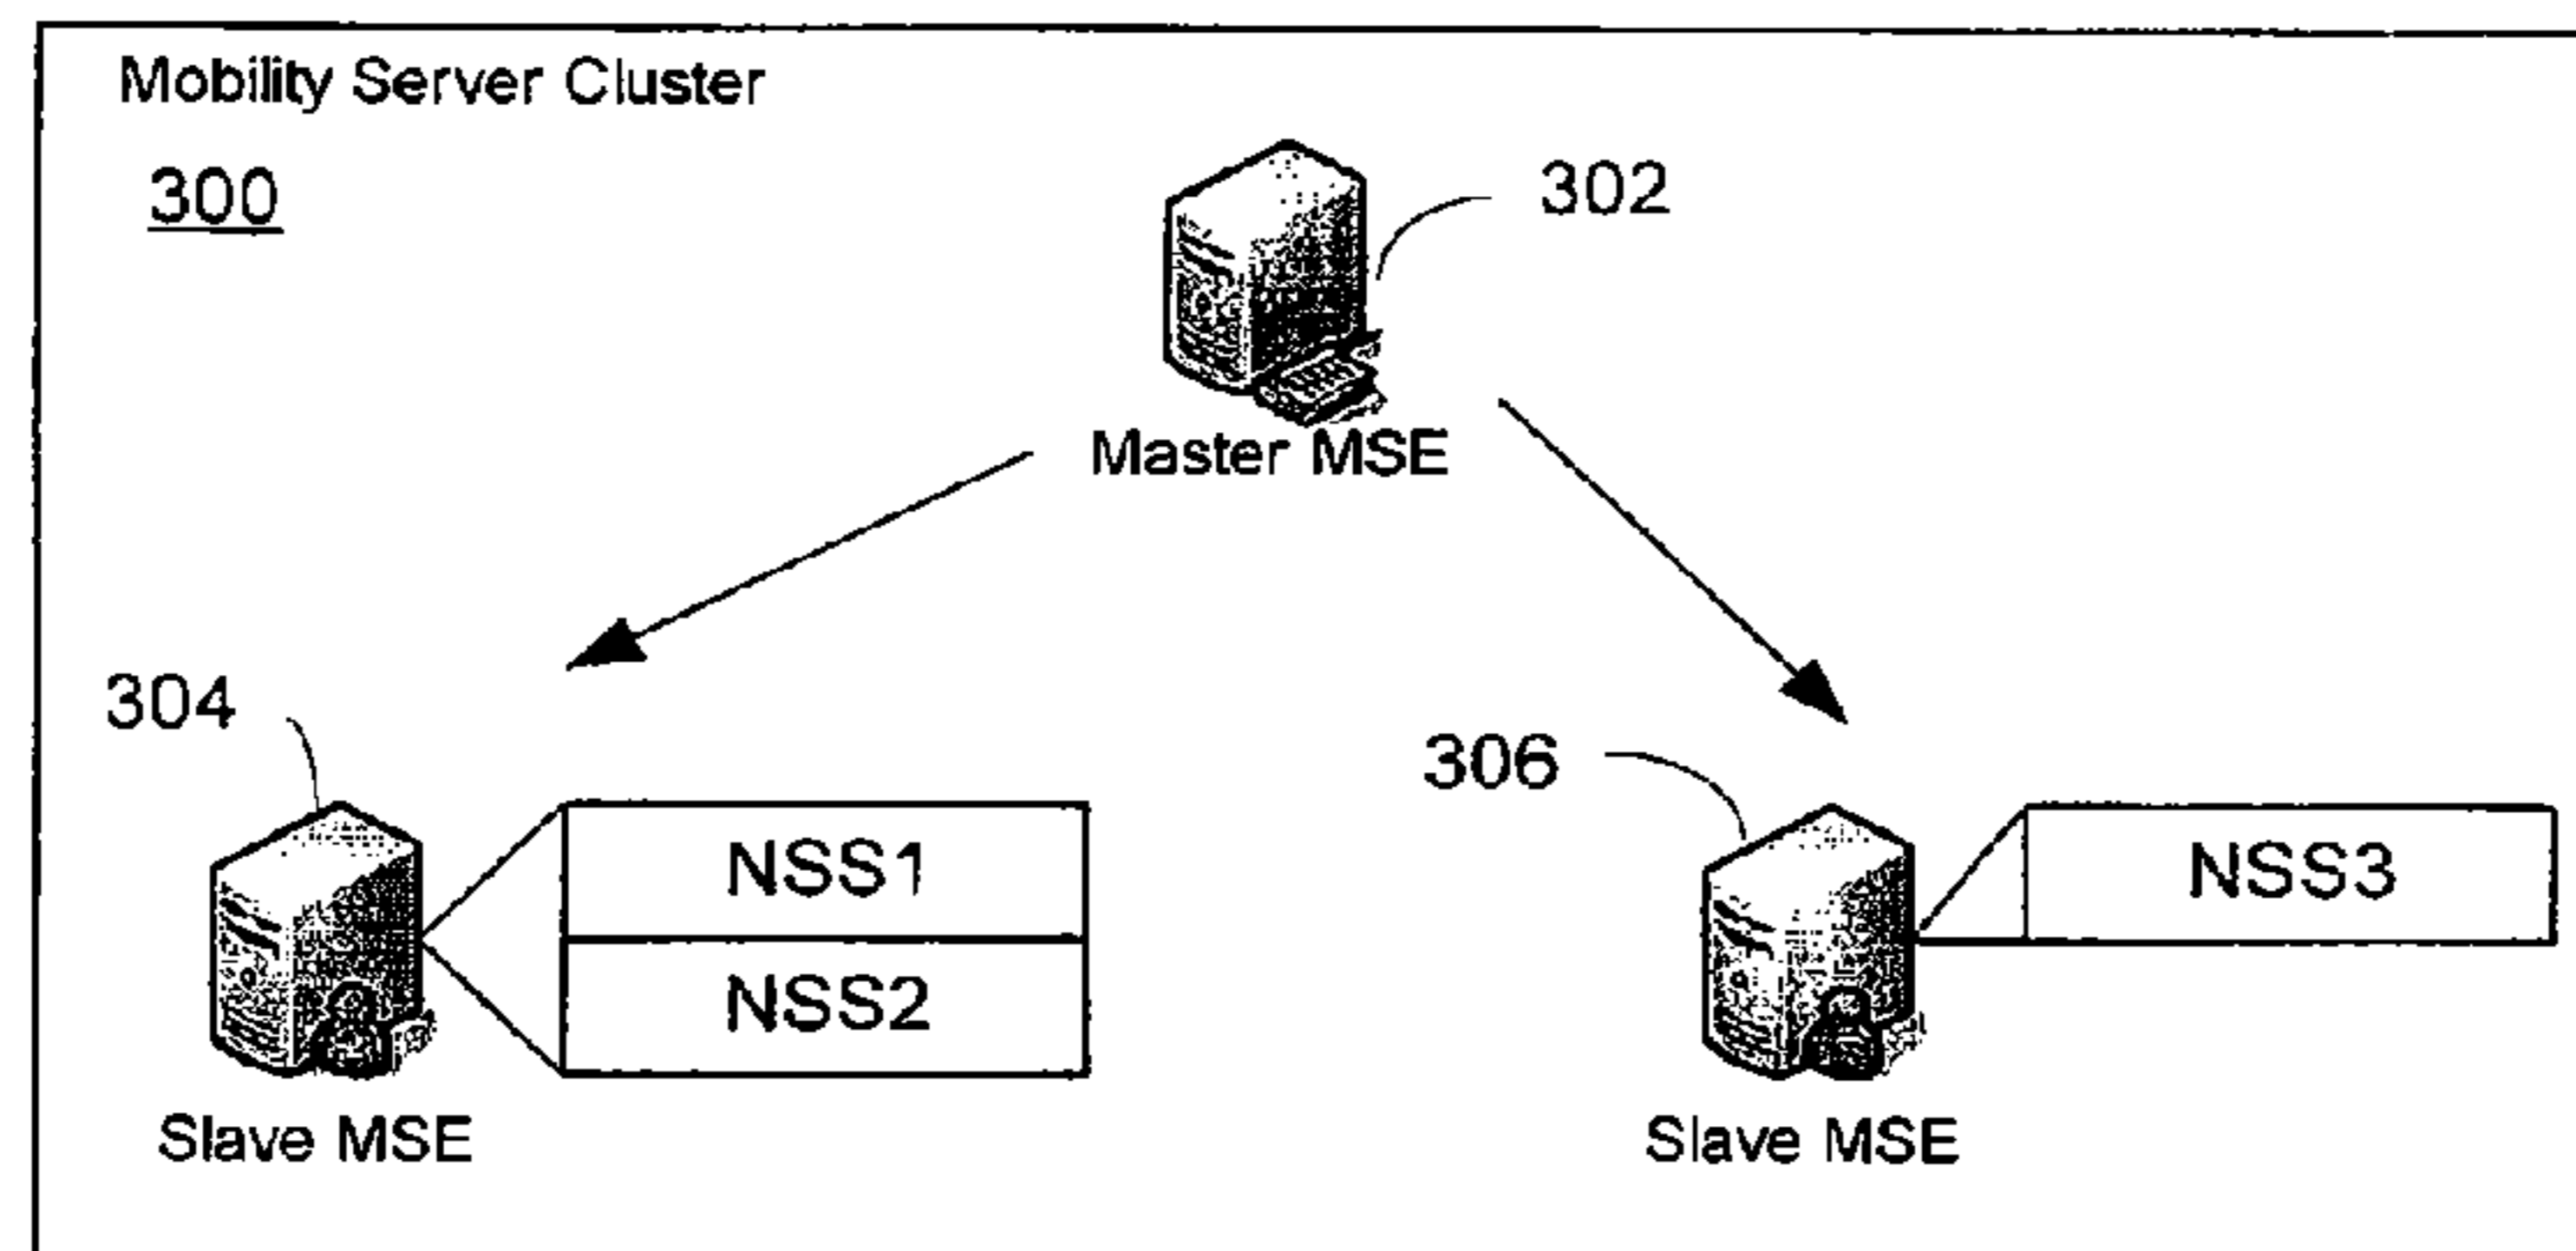 Mobility Server Cluster
300
302
Master MSE
304
306
NSS1
NSS2
NSS3
Slave MSE
Slave MSE